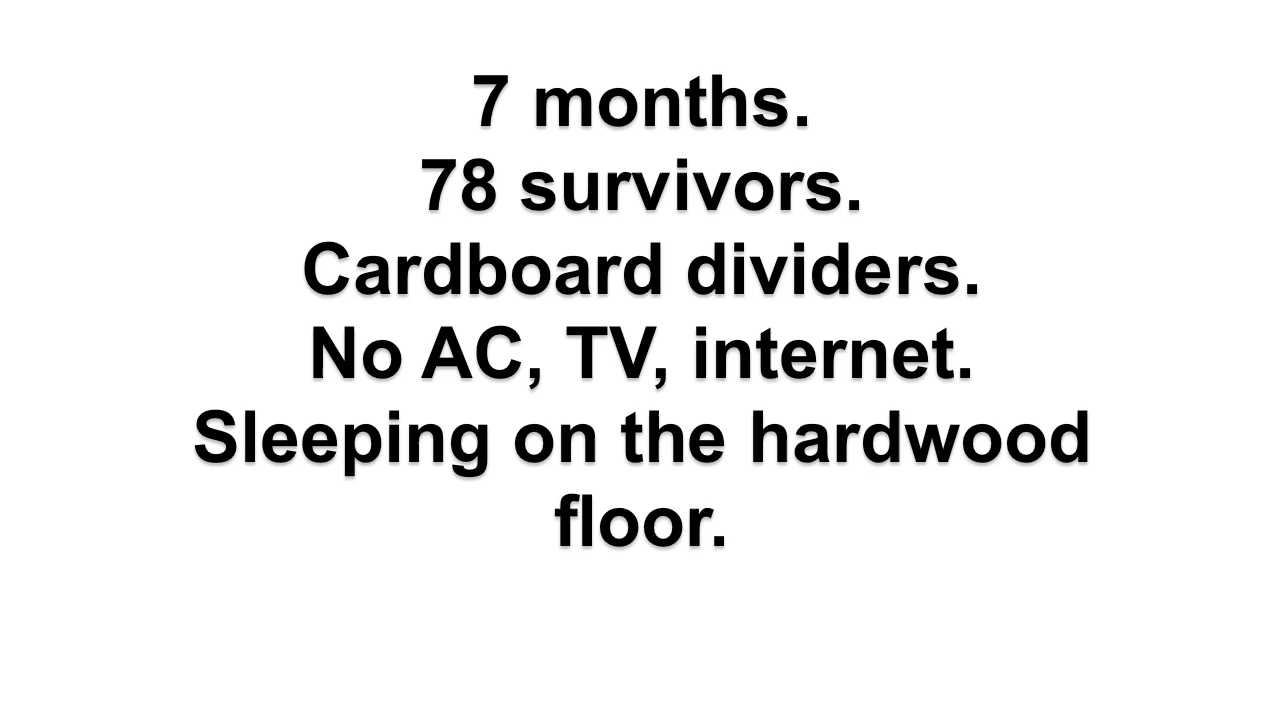 7 months.
78 survivors.
Cardboard dividers.
No AC, TV, internet.
Sleeping on the hardwood
floor.